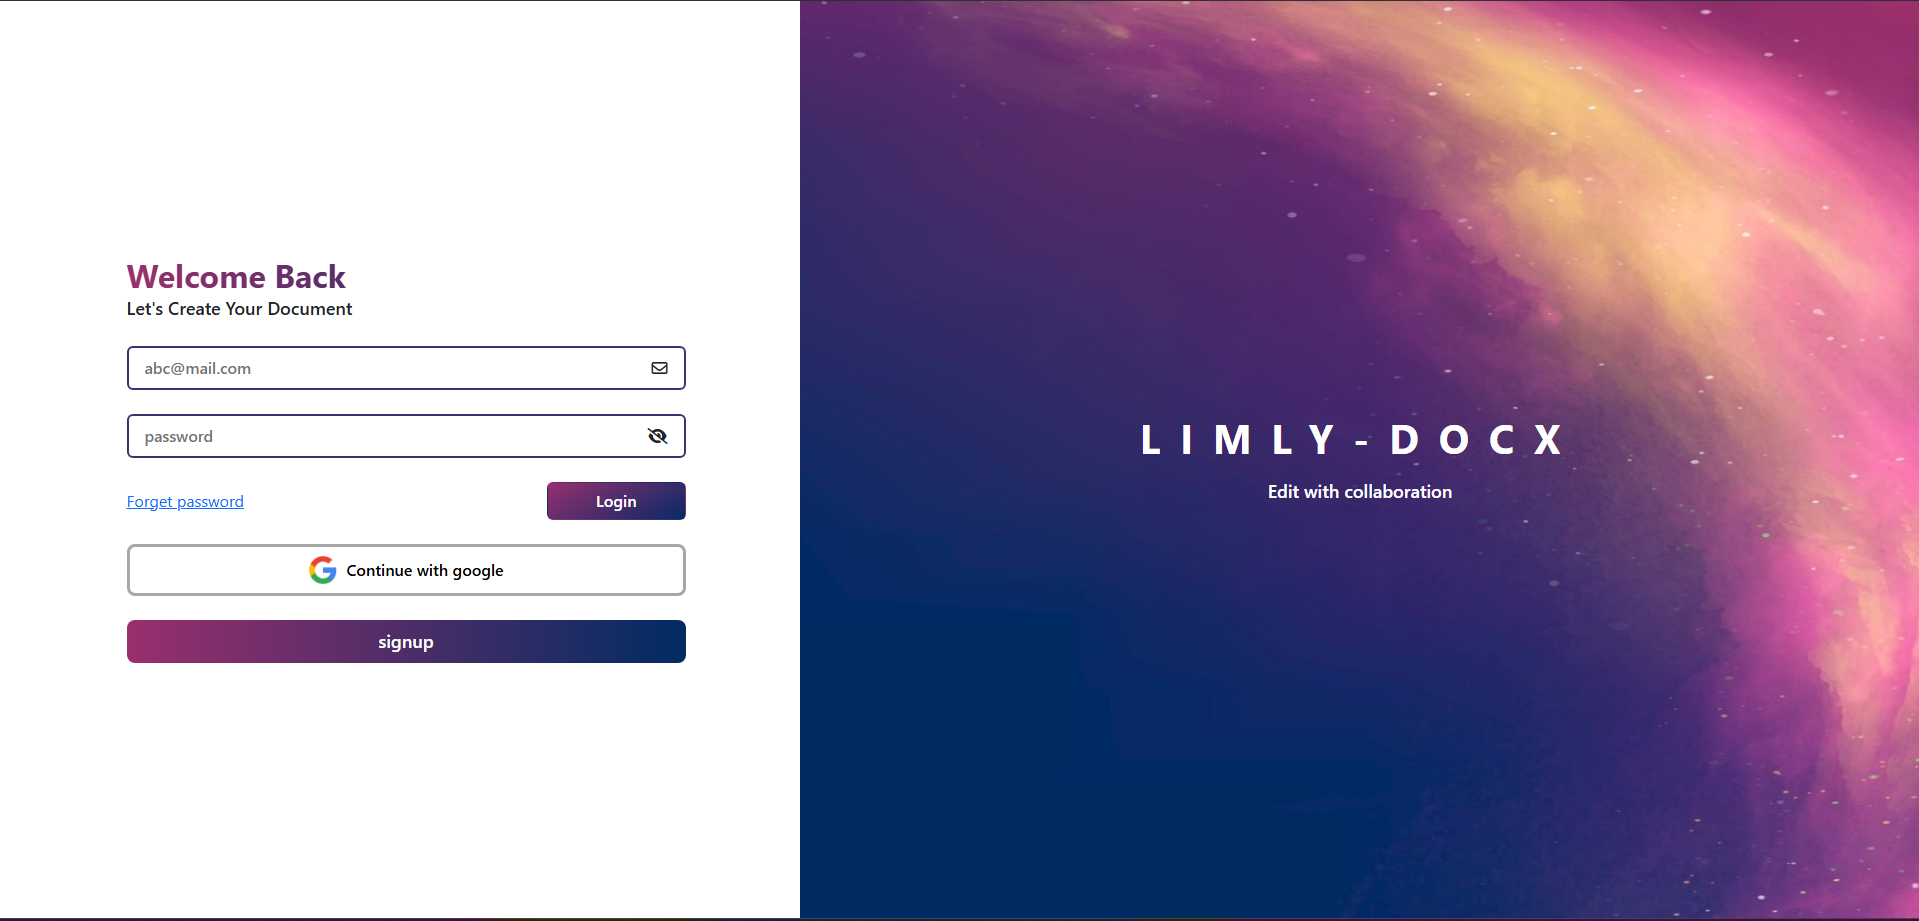 Welcome Back
Let's Create Your Document
abc@mail.com
password
Forget password
Login
Continue with google
signup
LIMLY-DOCX
Edit with collaboration